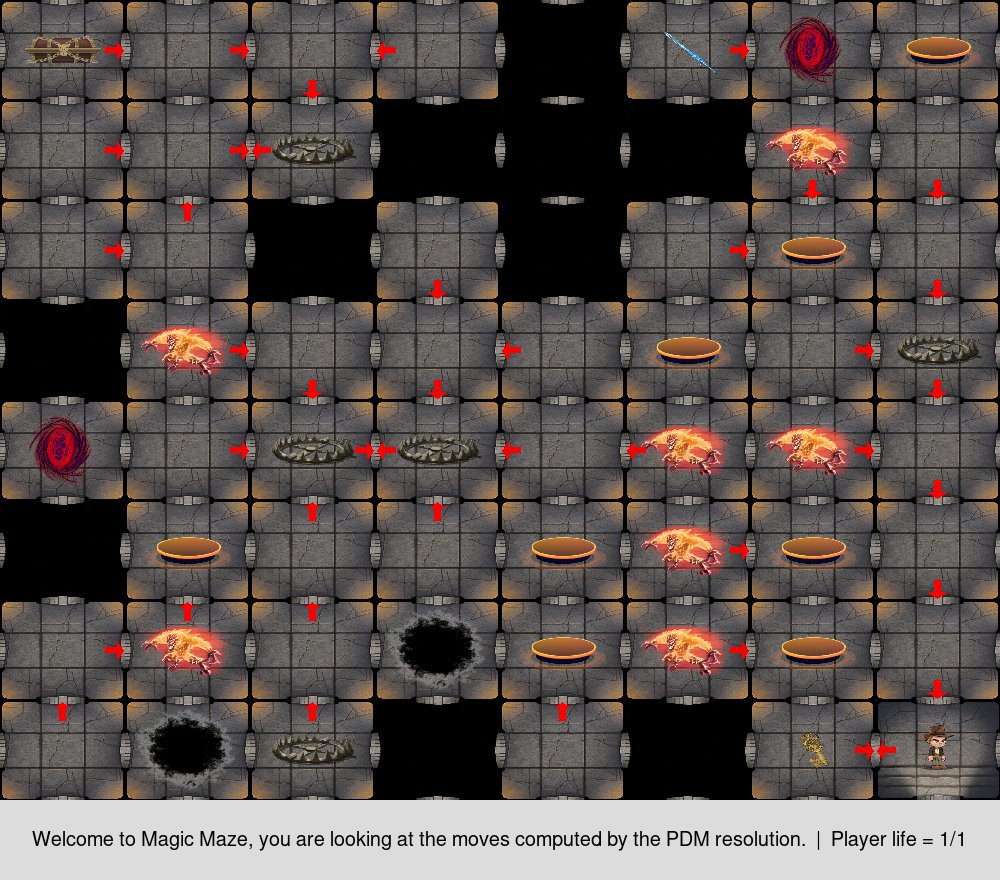 Welcome to Magic Maze, you are looking at the moves computed by the PDM resolution.  |  Player life = 1/1